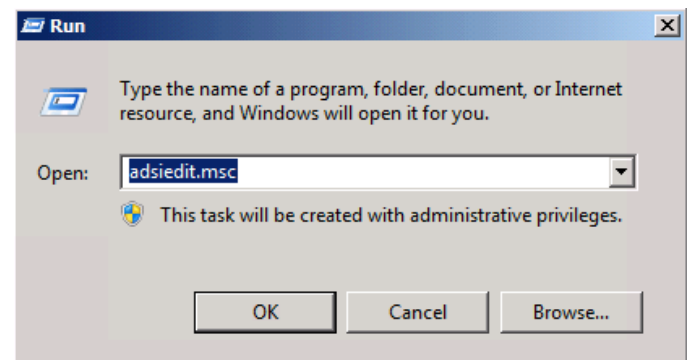 Run
Type the name of a program, folder, document, or Internet
resource, and Windows will open it for you.
Open: adsiedit.msc
This task will be created with administrative privileges.
OK Cancel Browse...